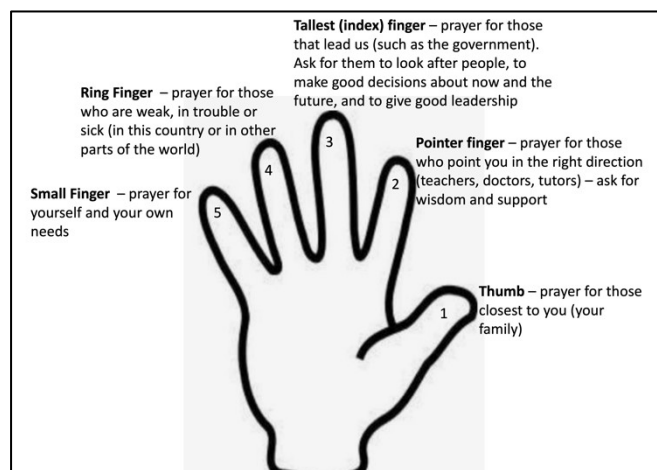 Tallest (index) finger – prayer for those
that lead us (such as the government).
Ask for them to look after people, to
make good decisions about now and the
future, and to give good leadership
Ring Finger – prayer for those
who are weak, in trouble or
sick (in this country or in other
parts of the world)
Pointer finger – prayer for those
who point you in the right direction
(teachers, doctors, tutors) – ask for
wisdom and support
Small Finger – prayer for
yourself and your own
needs
Thumb – prayer for those
closest to you (your
family)
3
4
2
5
1